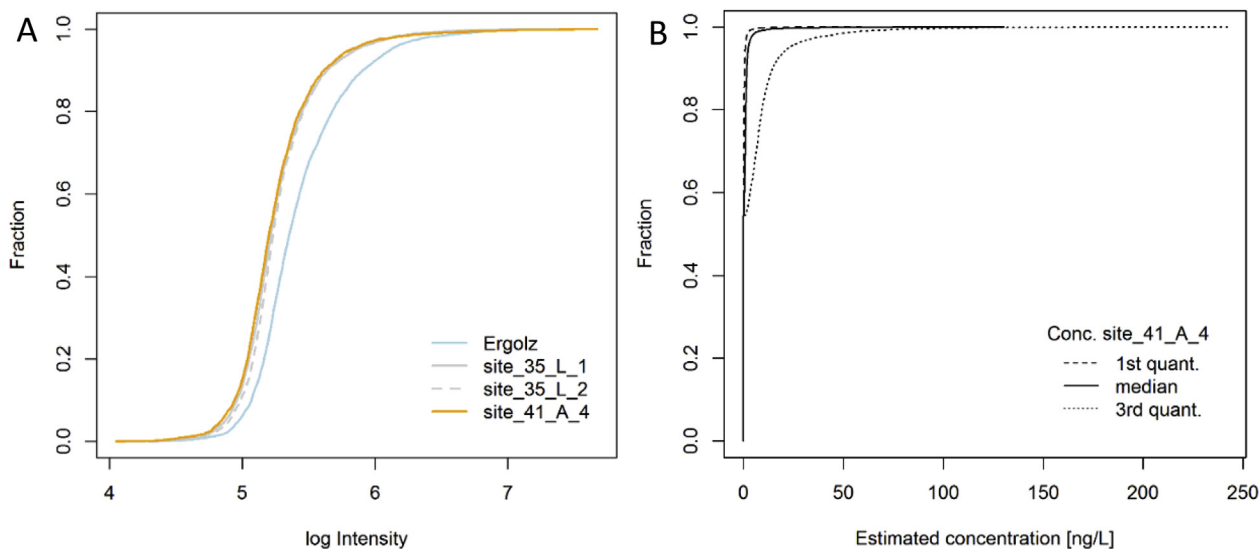 A
1.0
0.8
0.6
0.4
0.2
0.0
Fraction
Ergolz
site_35_L_1
site_35_L_2
site_41_A_4
4 5 6 7
log Intensity
B
1.0
0.8
0.6
0.4
0.2
0.0
Fraction
Conc. site_41_A_4
1st quant.
median
3rd quant.
0 50 100 150 200 250
Estimated concentration [ng/L]